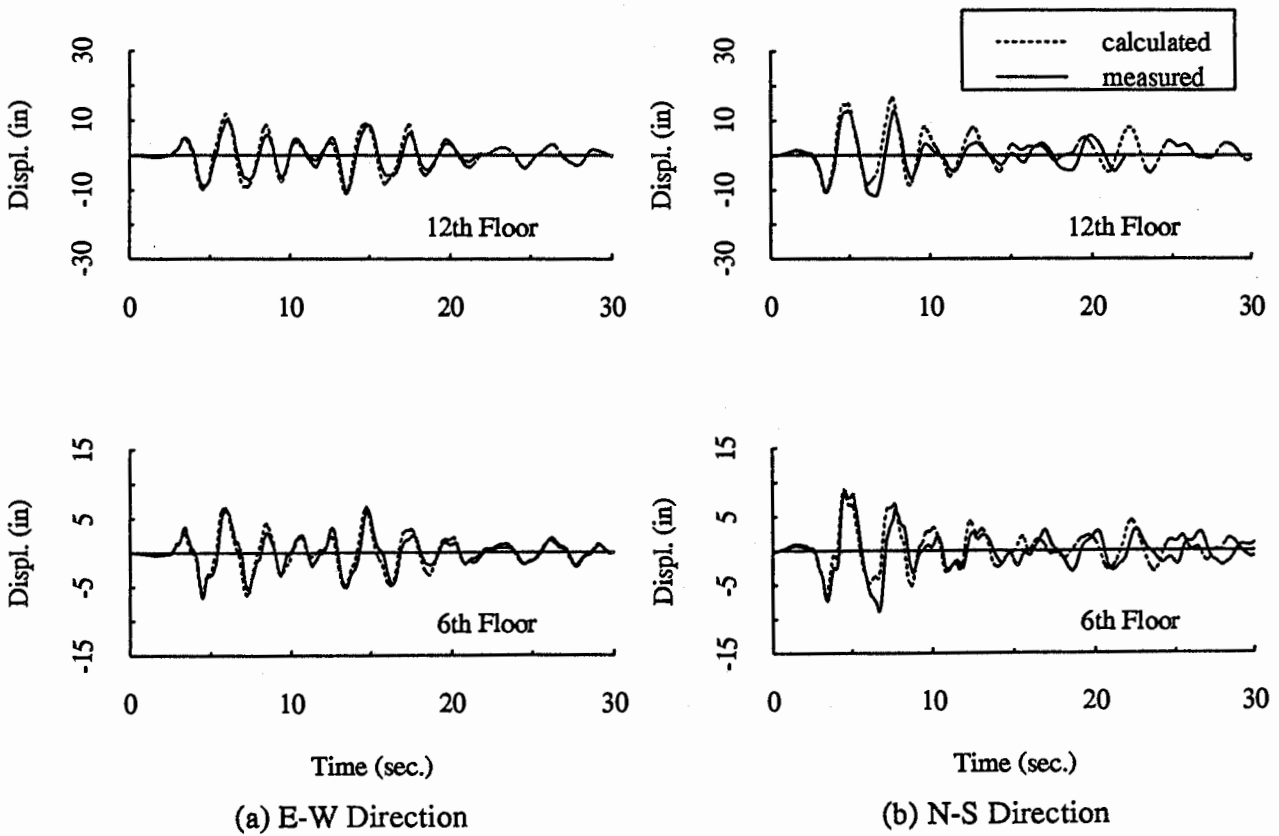 calculated
measured
Displ. (in)
30
10
-10
-30
12th Floor
0 10 20 30
Displ. (in)
30
10
-10
-30
12th Floor
0 10 20 30
Displ. (in)
15
5
-5
-15
6th Floor
0 10 20 30
Time (sec.)
(a) E-W Direction
Displ. (in)
15
5
-5
-15
6th Floor
0 10 20 30
Time (sec.)
(b) N-S Direction